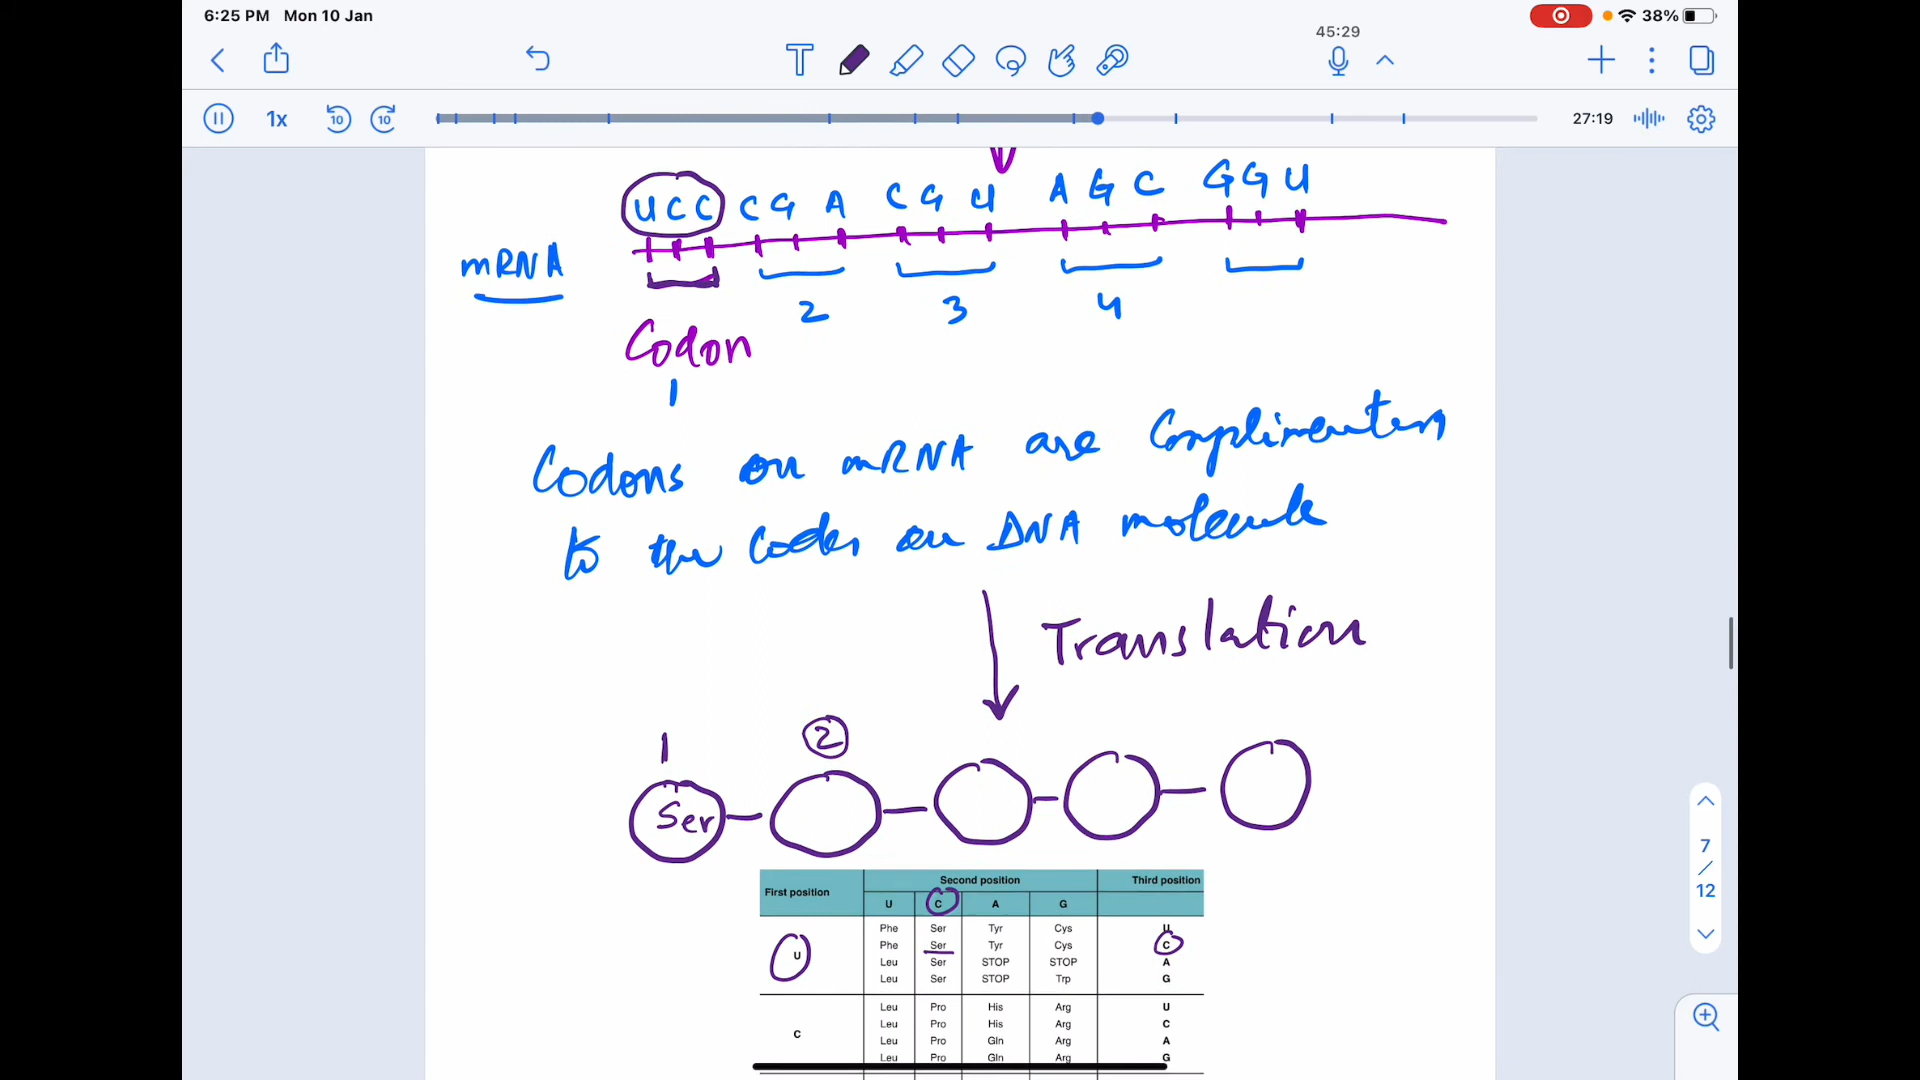 6:25 PM Mon 10 Jan
38%
45:29
T
1x 10 10 27:19
UCC CGA CGU AGC GGU
mRNA
2 3 4
Codon
1
Codons on mRNA are Complimentary
to the codes on DNA molecule
Translation
1 2
Ser
First position Second position Third position
U C A G
Phe Ser Tyr Cys U
U Phe Ser Tyr Cys C
Leu Ser STOP STOP A
Leu Ser STOP Trp G
Leu Pro His Arg U
C Leu Pro His Arg C
Leu Pro Gln Arg A
Leu Pro Gln Arg G
7
/
12